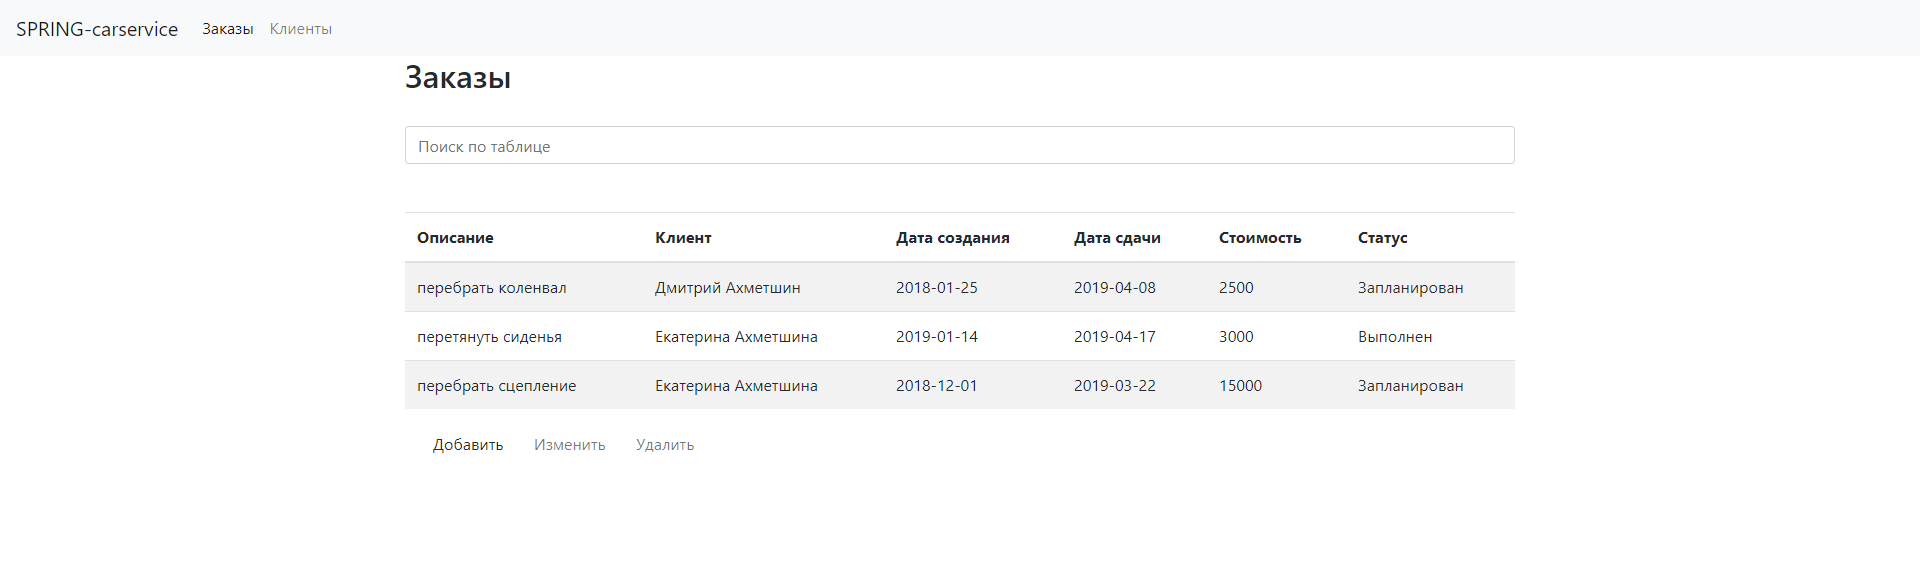 SPRING-carservice Заказы Клиенты
Заказы
Поиск по таблице
Описание Клиент Дата создания Дата сдачи Стоимость Статус
перебрать коленвал Дмитрий Ахметшин 2018-01-25 2019-04-08 2500 Запланирован
перетянуть сиденья Екатерина Ахметшина 2019-01-14 2019-04-17 3000 Выполнен
перебрать сцепление Екатерина Ахметшина 2018-12-01 2019-03-22 15000 Запланирован
Добавить Изменить Удалить